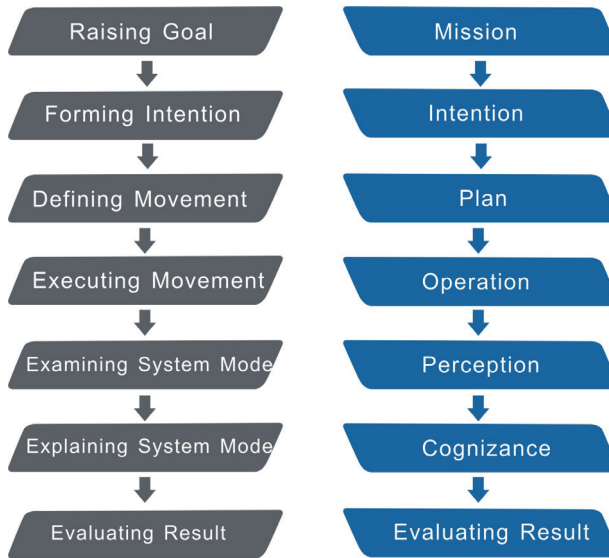 Raising Goal
Forming Intention
Defining Movement
Executing Movement
Examining System Mode
Explaining System Mode
Evaluating Result
Mission
Intention
Plan
Operation
Perception
Cognizance
Evaluating Result